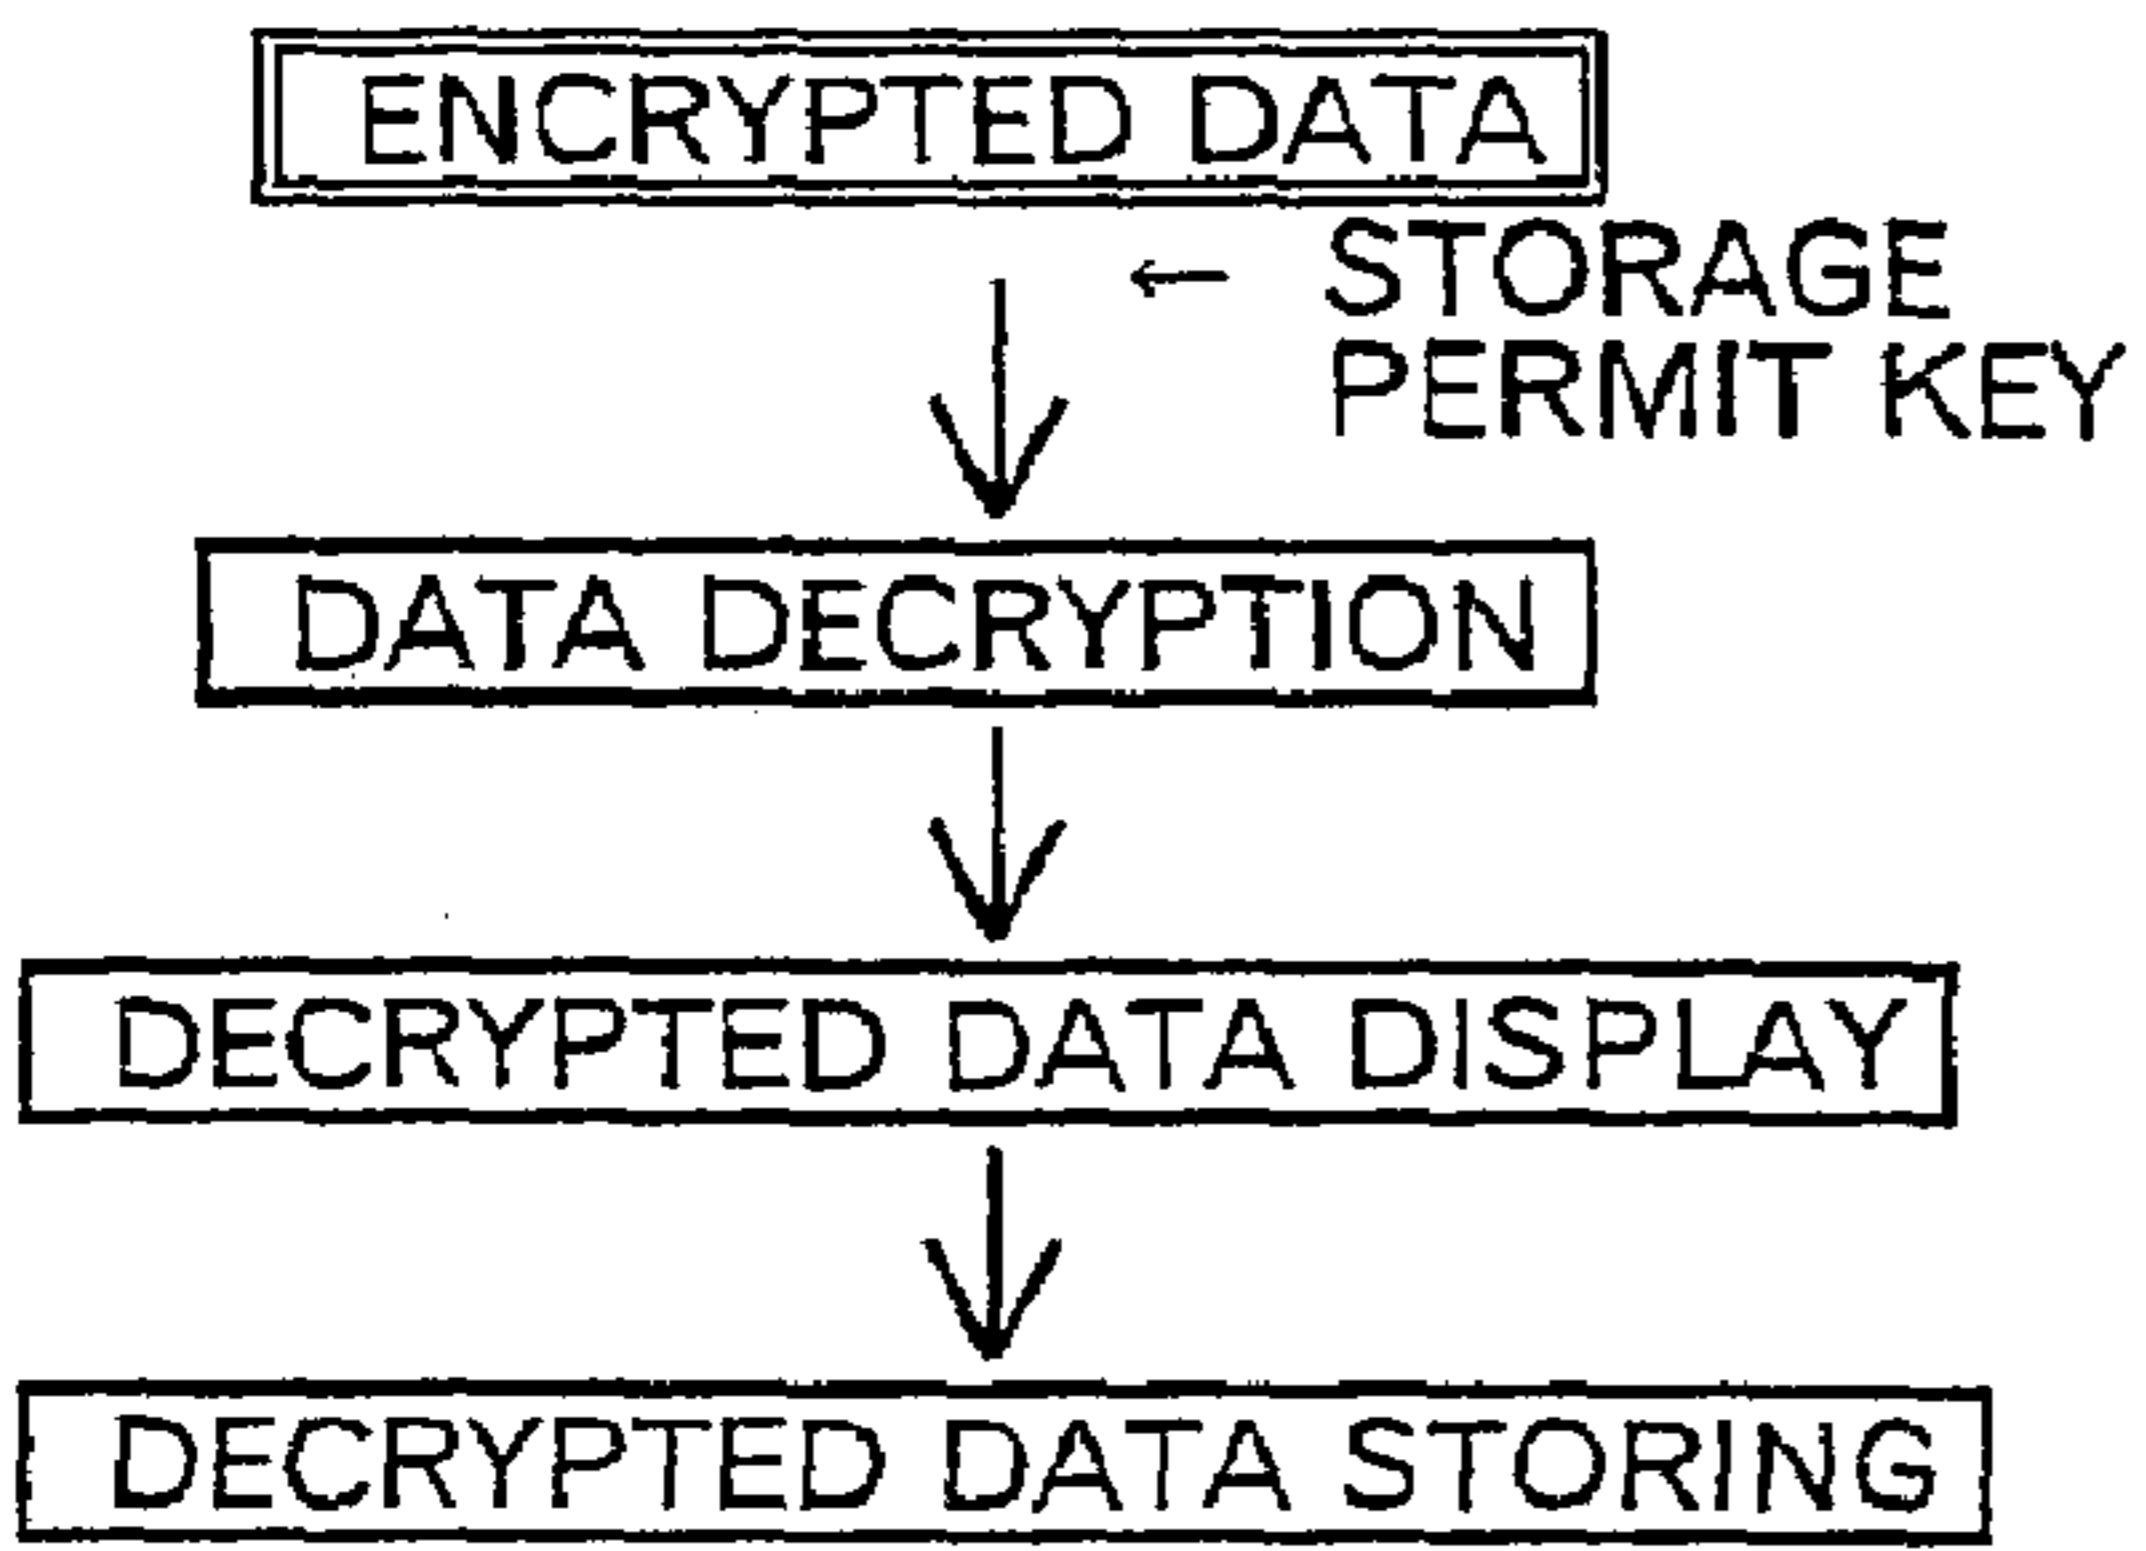 ENCRYPTED DATA
STORAGE
PERMIT KEY
DATA DECRYPTION
DECRYPTED DATA DISPLAY
DECRYPTED DATA STORING